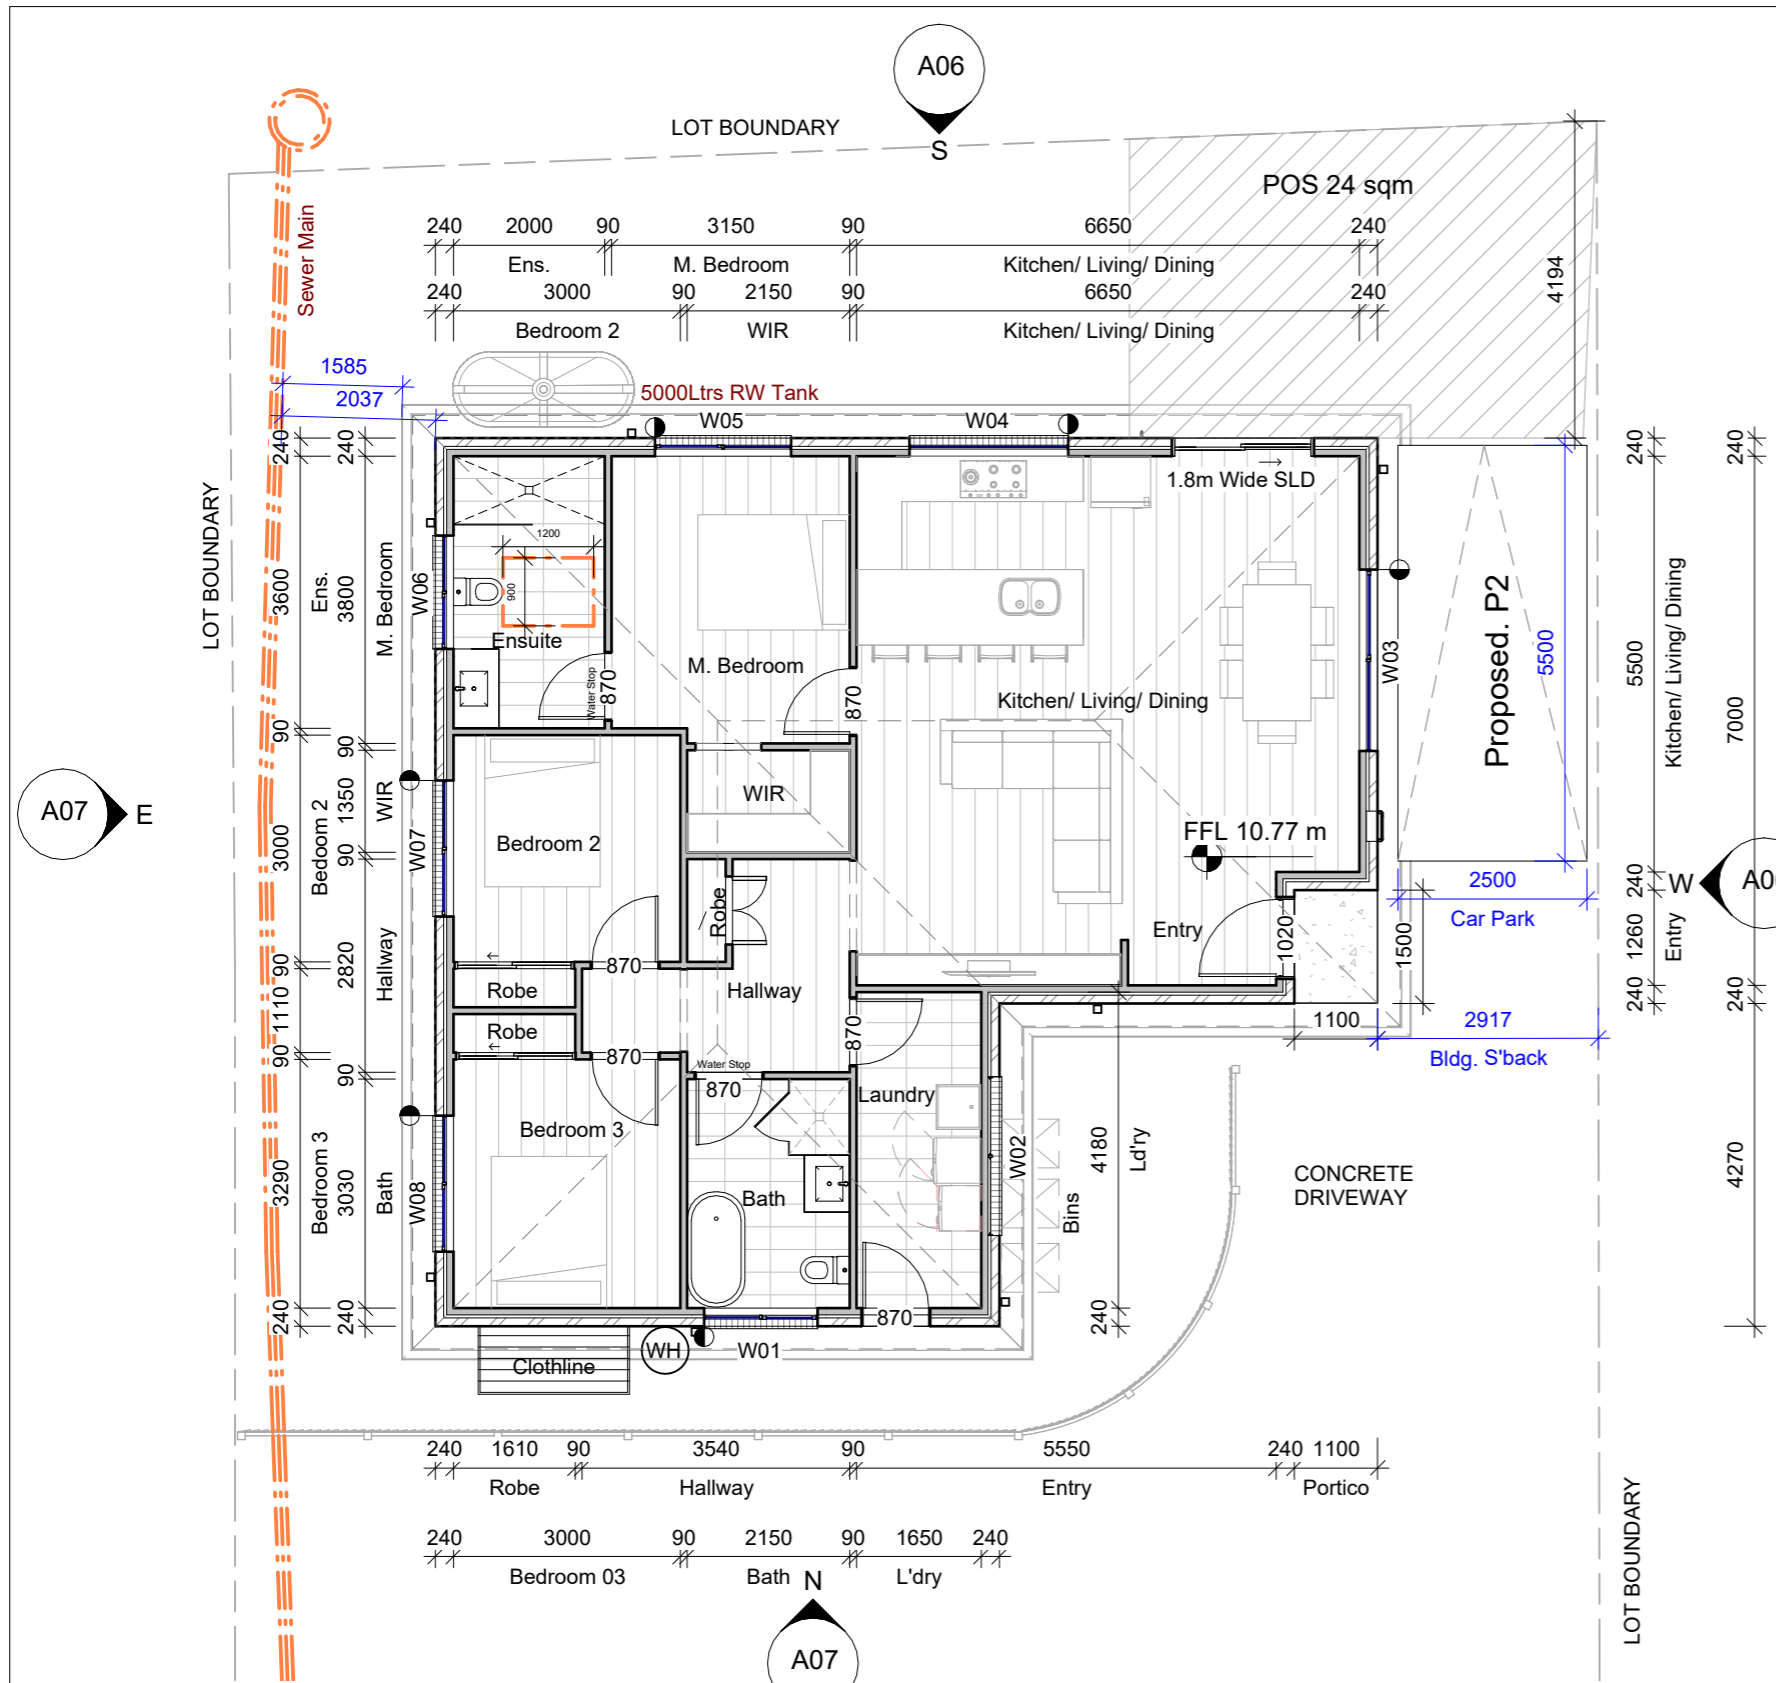 A06
S
LOT BOUNDARY
POS 24 sqm
4194
Sewer Main
240 2000 90 3150 90 6650 240
Ens. M. Bedroom Kitchen/ Living/ Dining
240 3000 90 2150 90 6650 240
Bedroom 2 WIR Kitchen/ Living/ Dining
1585
2037
5000Ltrs RW Tank
W05
W04
1.8m Wide SLD
LOT BOUNDARY
240 3600 90 3000 90 1110 90 3290 240
Ens. Bedoom 2 Bedroom 3
240 3800 90 1350 90 2820 90 3030 240
M. Bedroom WIR Hallway Bath
W06
W07
W08
1200
900
Ensuite
Water Stop
870
M. Bedroom
870
Kitchen/ Living/ Dining
W03
Proposed. P2
5500
WIR
Bedroom 2
FFL 10.77 m
Robe
Entry
1020
1500
870
Robe
Hallway
Robe
870
870
Water Stop
870
Laundry
Bedroom 3
Bath
870
W02
Bins
4180
Ld'ry
240
1100
2917
Bldg. S'back
2500
Car Park
CONCRETE
DRIVEWAY
Clothline
WH
W01
A07
E
W
A0
240 5500 240 1260 240
Kitchen/ Living/ Dining Entry
240 7000 240 4270
240 1610 90 3540 90 5550 240 1100
Robe Hallway Entry Portico
240 3000 90 2150 90 1650 240
Bedroom 03 Bath L'dry
N
A07
LOT BOUNDARY